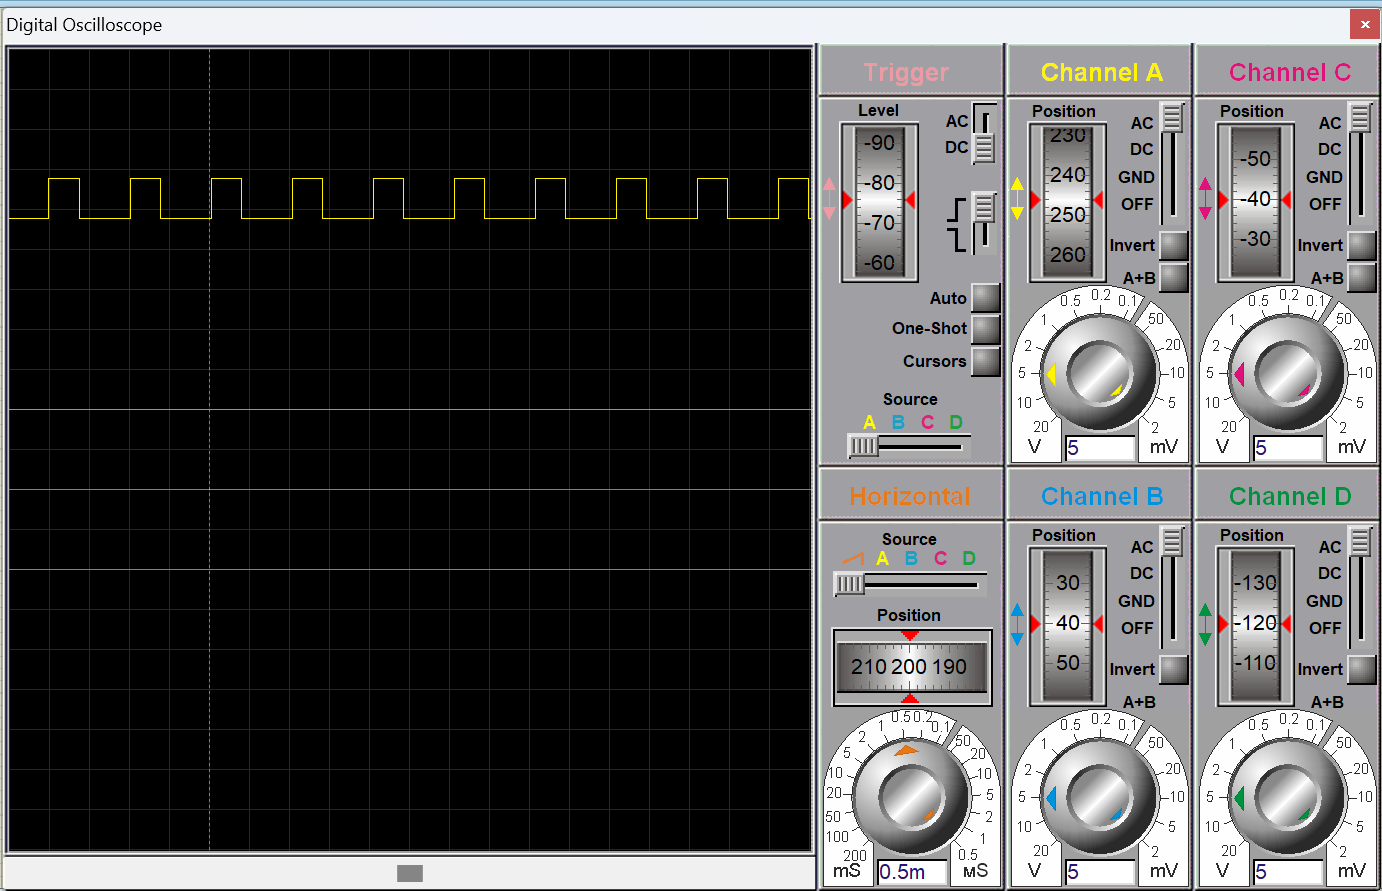 Digital Oscilloscope
Trigger
Level
AC
DC
-90
-80
-70
-60
Auto
One-Shot
Cursors
Source
A B C D
Channel A
Position
AC
DC
GND
OFF
230
240
250
260
Invert
A+B
20 10 5 2 1 0.5 0.2 0.1 50 20 10 5 2
V
5
mV
Channel C
Position
AC
DC
GND
OFF
-50
-40
-30
Invert
A+B
20 10 5 2 1 0.5 0.2 0.1 50 20 10 5 2
V
5
mV
Horizontal
Source
A B C D
Position
210 200 190
200 100 50 20 10 5 2 1 0.5 0.2 0.1 50 20 10 5 2 1 0.5
mS
0.5m
мS
Channel B
Position
AC
DC
GND
OFF
30
40
50
Invert
A+B
20 10 5 2 1 0.5 0.2 0.1 50 20 10 5 2
V
5
mV
Channel D
Position
AC
DC
GND
OFF
-130
-120
-110
Invert
A+B
20 10 5 2 1 0.5 0.2 0.1 50 20 10 5 2
V
5
mV